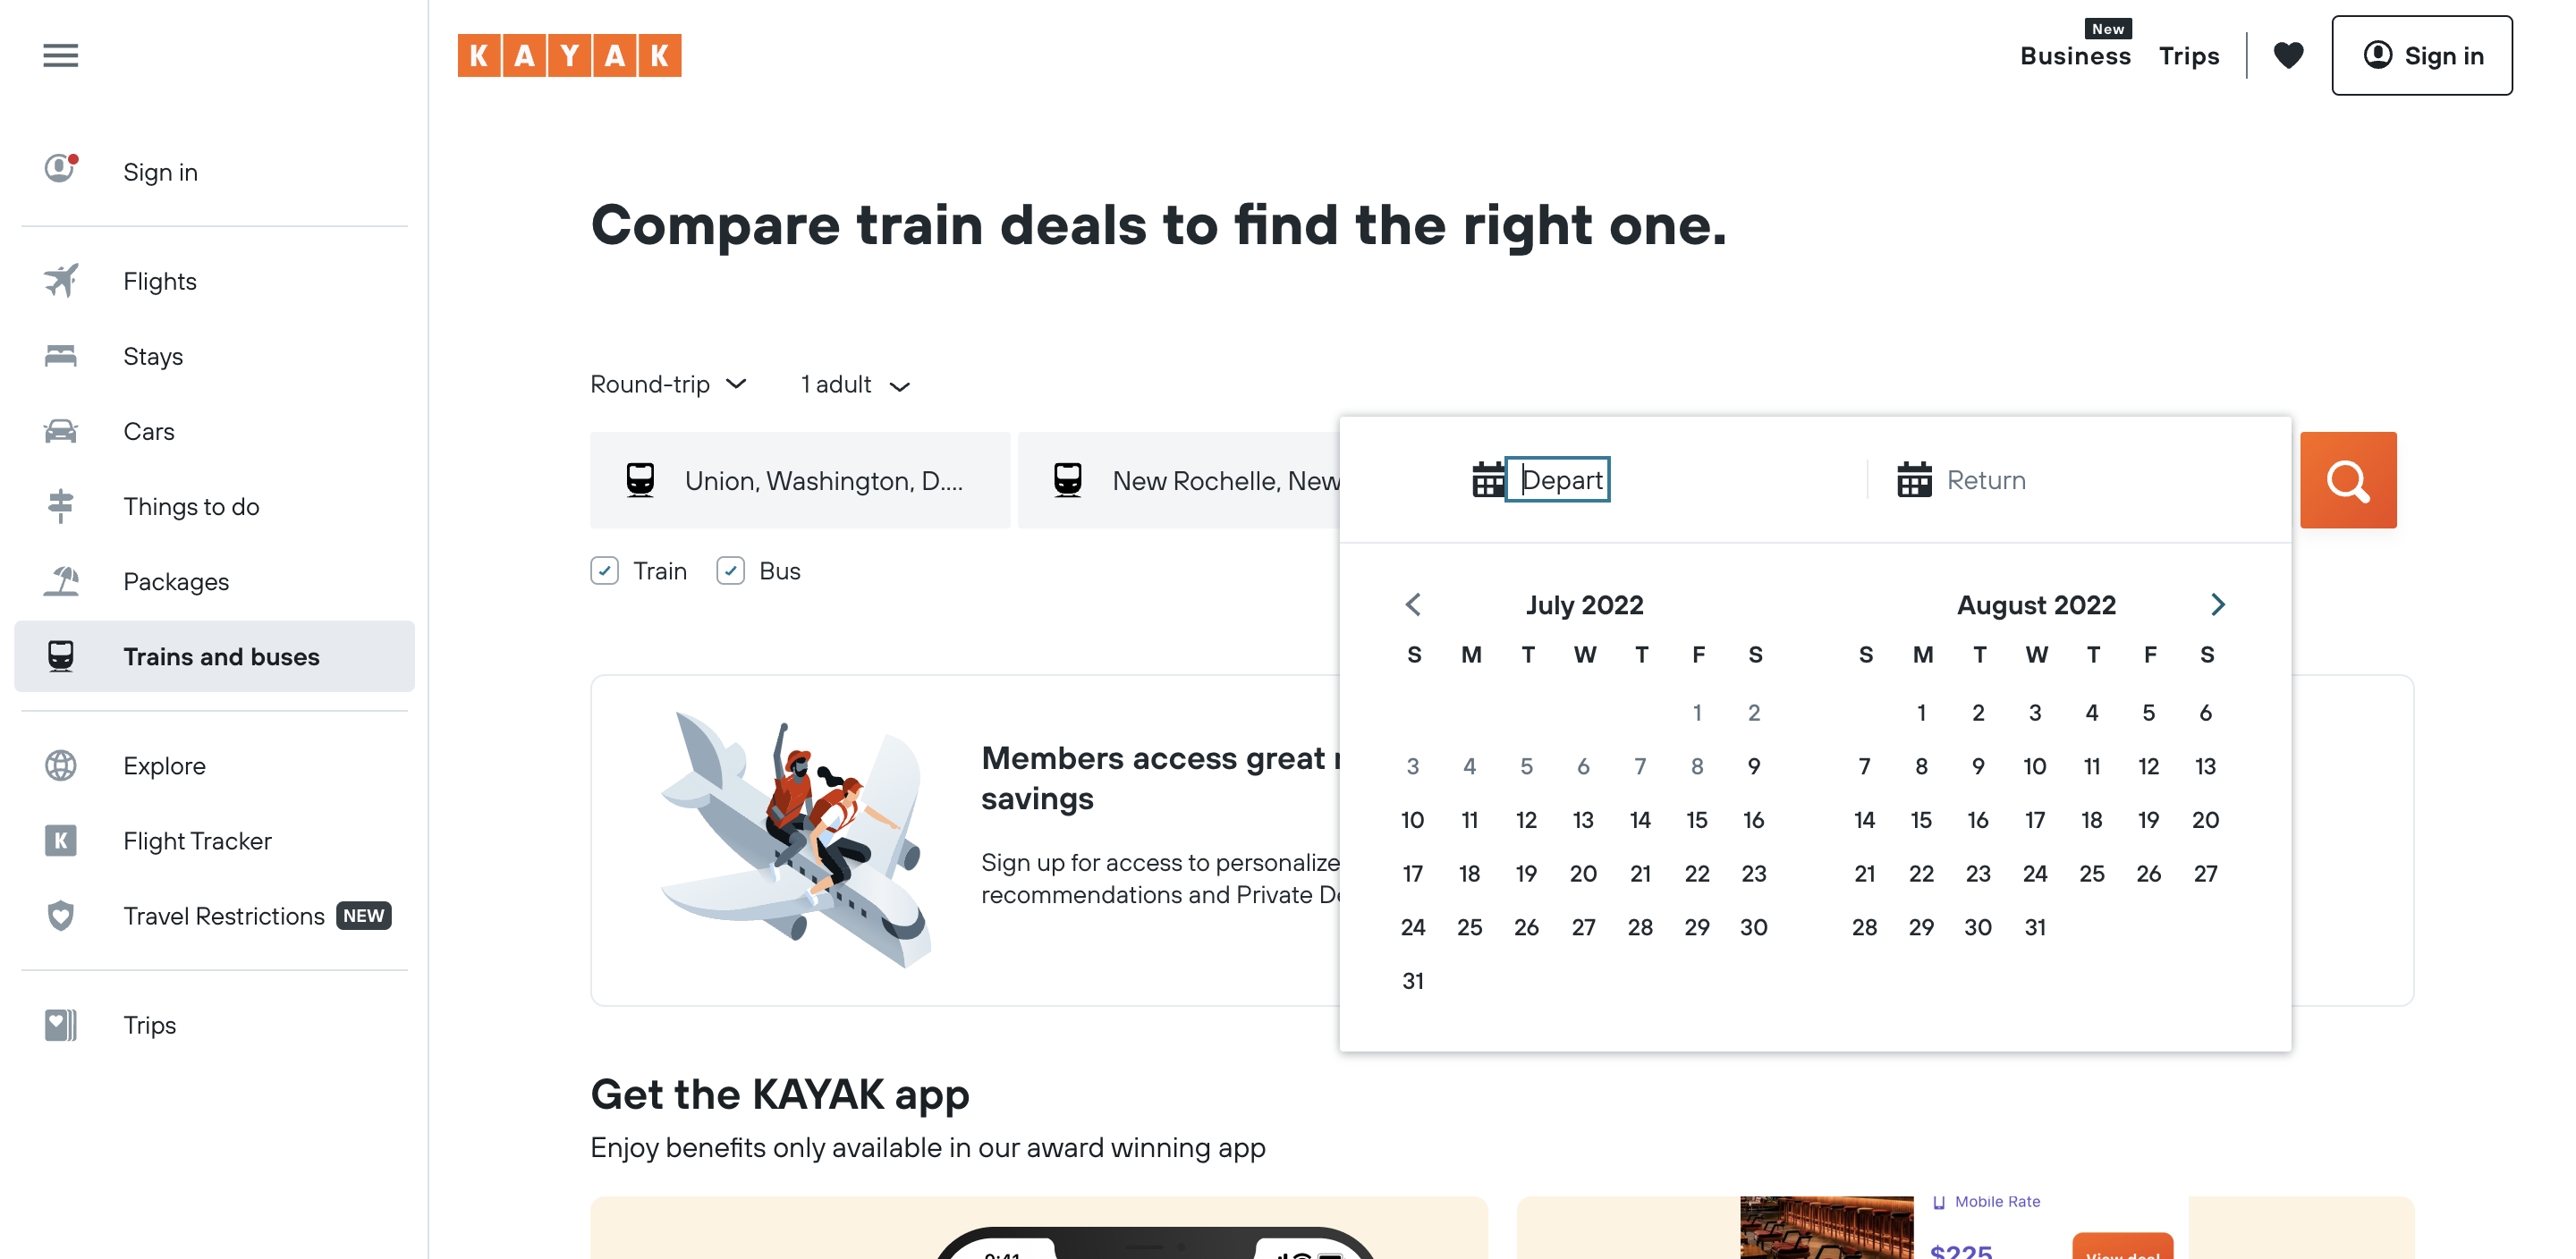 KAYAK
New
Business
Trips
Sign in
Sign in
Flights
Stays
Cars
Things to do
Packages
Trains and buses
Explore
K
Flight Tracker
Travel Restrictions NEW
Trips
Compare train deals to find the right one.
Round-trip
1 adult
Union, Washington, D....
New Rochelle, New
Depart
Return
Train
Bus
July 2022
S M T W T F S
1 2
3 4 5 6 7 8 9
10 11 12 13 14 15 16
17 18 19 20 21 22 23
24 25 26 27 28 29 30
31
August 2022
S M T W T F S
1 2 3 4 5 6
7 8 9 10 11 12 13
14 15 16 17 18 19 20
21 22 23 24 25 26 27
28 29 30 31
Members access great
savings
Sign up for access to personalize
recommendations and Private
Get the KAYAK app
Enjoy benefits only available in our award winning app
9:41
Mobile Rate
$225
View deal